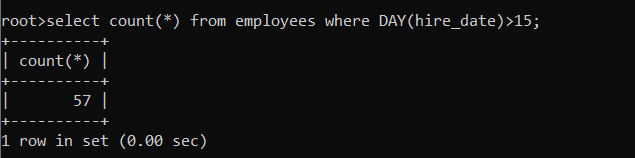 root>select count(*) from employees where DAY(hire_date)>15;
+----------+
| count(*) |
+----------+
|       57 |
+----------+
1 row in set (0.00 sec)